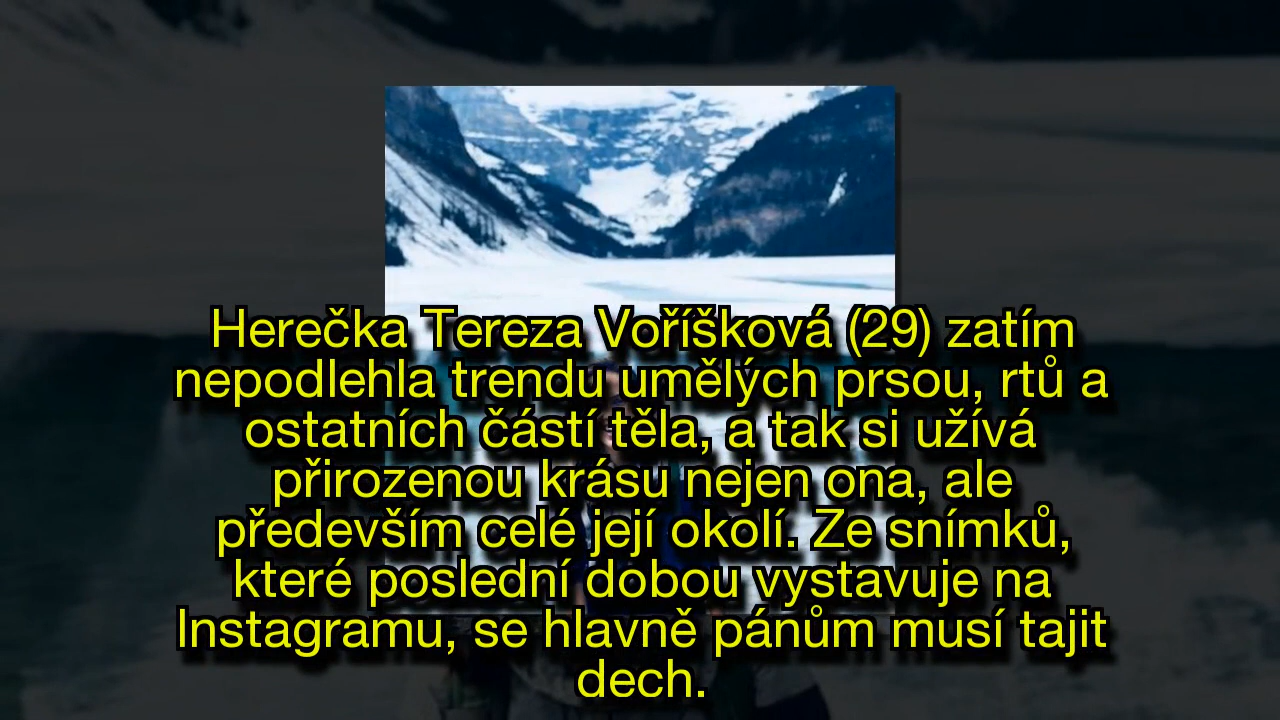 Herečka Tereza Voříšková (29) zatím
nepodlehla trendu umělých prsou, rtů a
ostatních částí těla, a tak si užívá
přirozenou krásu nejen ona, ale
především celé její okolí. Ze snímků,
které poslední dobou vystavuje na
Instagramu, se hlavně pánům musí tajit
dech.